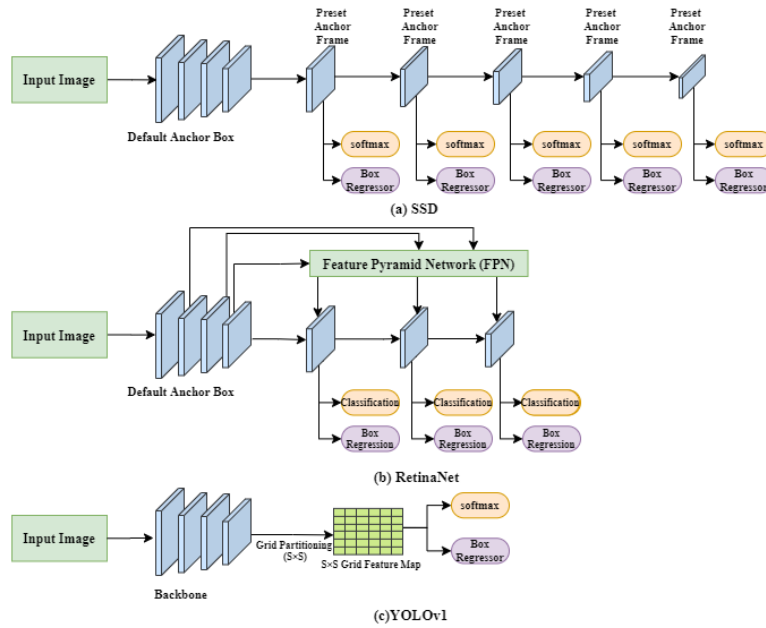 Preset
Anchor
Frame
Preset
Anchor
Frame
Preset
Anchor
Frame
Preset
Anchor
Frame
Preset
Anchor Frame
Input Image
Default Anchor Box
softmax
softmax
softmax
softmax
softmax
Box
Regressor
Box
Regressor
Box
Regressor
Box
Regressor
Box
Regressor
(a) SSD
Feature Pyramid Network (FPN)
Input Image
Default Anchor Box
Classification
Classification
Classification
Box
Regression
Box
Regression
Box
Regression
(b) RetinaNet
Input Image
Backbone
Grid Partitioning
(S×S)
S×S Grid Feature Map
softmax
Box
Regressor
(c)YOLOv1